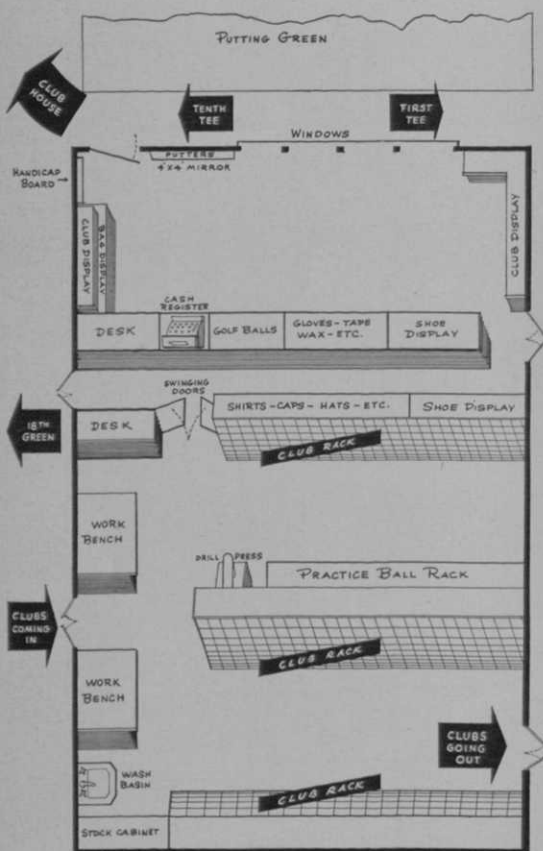 PUTTING GREEN
CLUB
HOUSE
TENTH
TEE
FIRST
TEE
WINDOWS
PUTTERS
4'X4' MIRROR
HANDICAP
BOARD
CLUB DISPLAY
BAG DISPLAY
CLUB DISPLAY
CASH
REGISTER
DESK
GOLF BALLS
GLOVES-TAPE
WAX-ETC.
SHOE
DISPLAY
SWINGING
DOORS
18TH
GREEN
DESK
SHIRTS-CAPS-HATS-ETC.
SHOE DISPLAY
CLUB RACK
WORK
BENCH
DRILL PRESS
PRACTICE BALL RACK
CLUBS
COMING
IN
CLUB RACK
WORK
BENCH
CLUBS
GOING
OUT
WASH
BASIN
CLUB RACK
STOCK CABINET